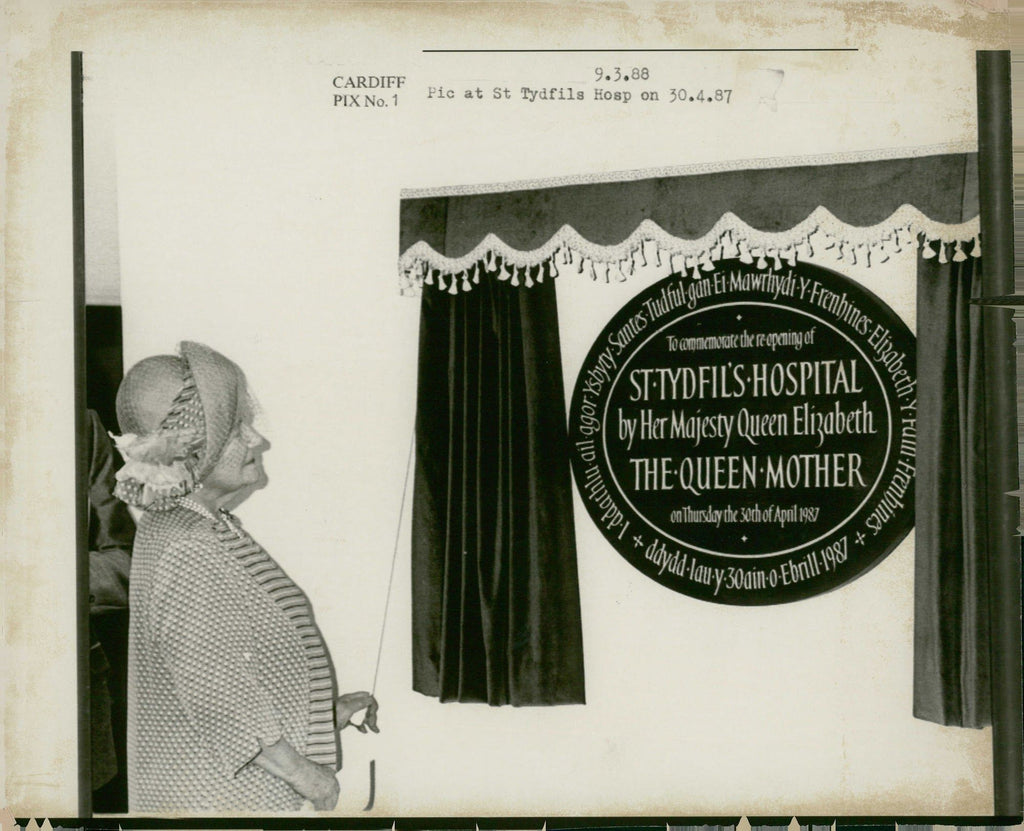 9.3.88
CARDIFF
PIX No. 1
Pic at St Tydfils Hosp on 30.4.87
I·ddathlu·ail·agor·Ysbyty·Santes·Tudful·gan·Ei·Mawrhydi·Y·Frenhines·Elizabeth·Y·Fam·Frenhines
To commemorate the re-opening of
ST·TYDFIL'S·HOSPITAL
by Her Majesty Queen Elizabeth
THE·QUEEN·MOTHER
on Thursday the 30th of April 1987
ddydd·Iau·y·30ain·o·Ebrill·1987